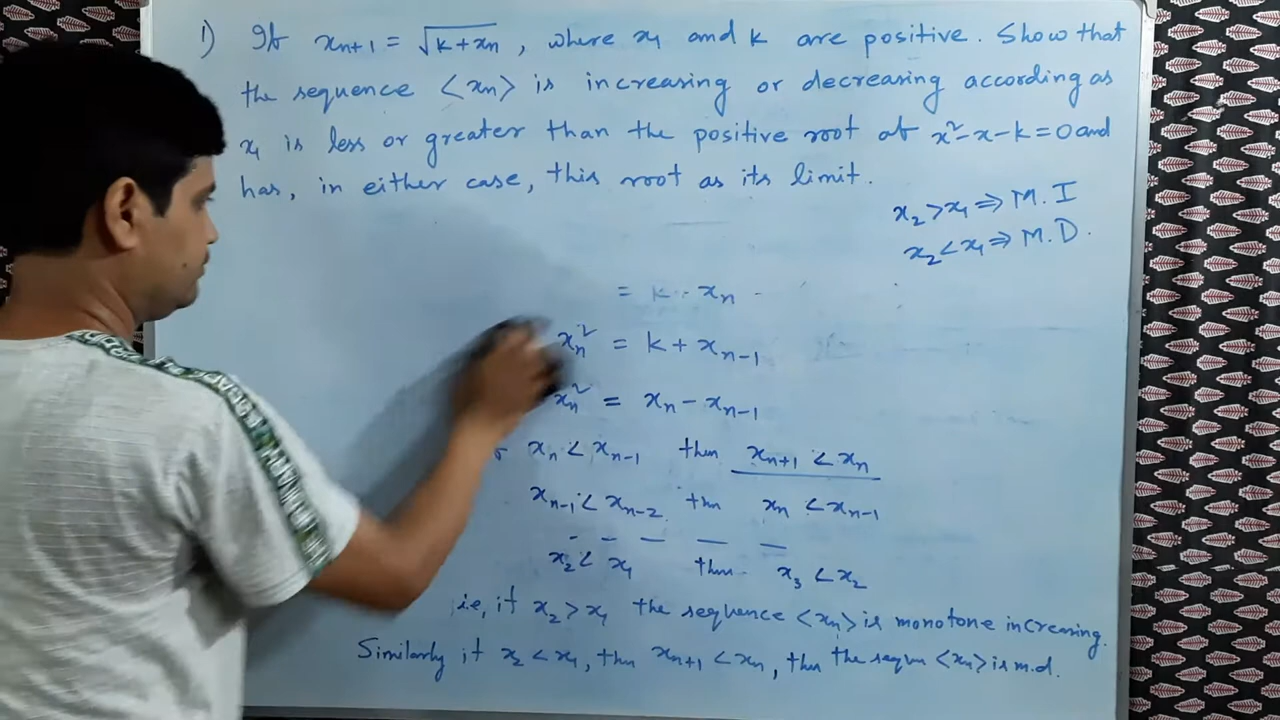 1) If xₙ₊₁ = √(k+xₙ), where x₁ and k are positive. Show that
the sequence <xₙ> is increasing or decreasing according as
x₁ is less or greater than the positive root of x²-x-k=0 and
has, in either case, this root as its limit.
x₂>x₁ ⇒ M.I
x₂<x₁ ⇒ M.D.
= k xₙ
xₙ² = k + xₙ₋₁
xₙ² = xₙ - xₙ₋₁
xₙ < xₙ₋₁ then xₙ₊₁ < xₙ
xₙ₋₁ < xₙ₋₂ then xₙ < xₙ₋₁
x₂ < x₁ then x₃ < x₂
ie, if x₂ > x₁ the sequence <xₙ> is monotone increasing.
Similarly if x₂ < x₁, then xₙ₊₁ < xₙ, then the sequn <xₙ> is m.d.